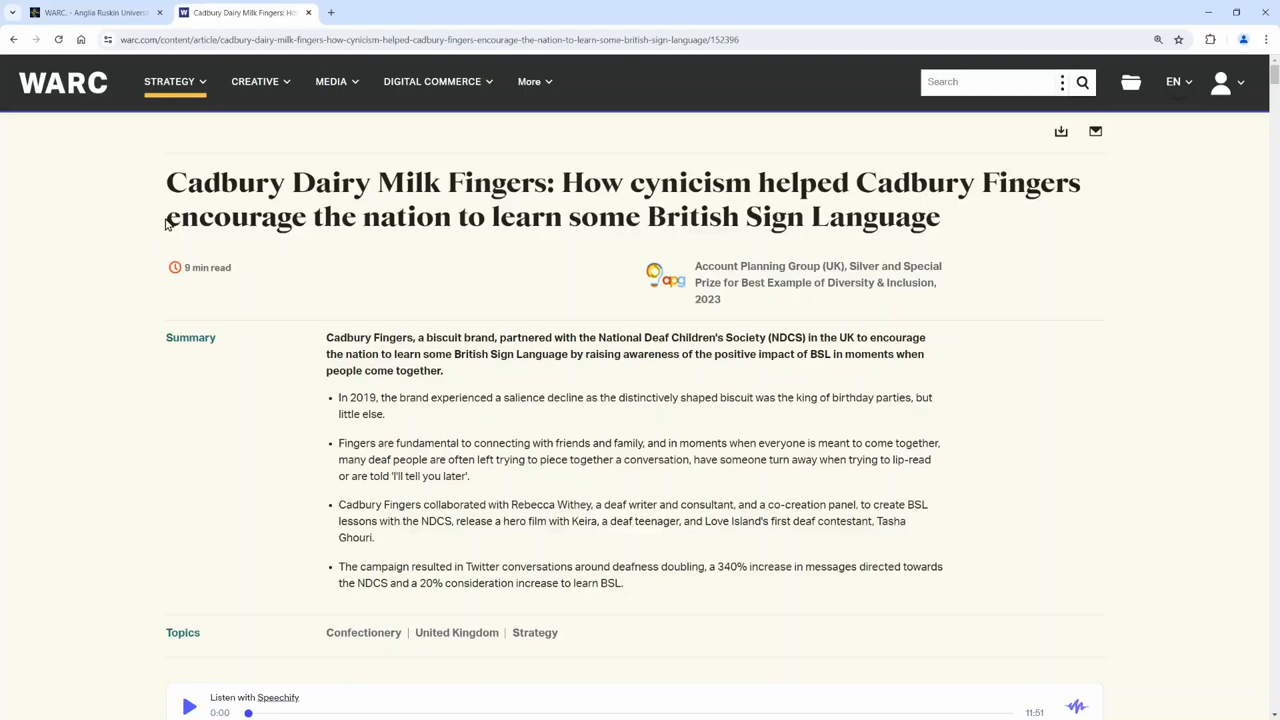 WARC. - Anglia Ruskin Universi
Cadbury Dairy Milk Fingers: Ho
warc.com/content/article/cadbury-dairy-milk-fingers-how-cynicism-helped-cadbury-fingers-encourage-the-nation-to-learn-some-british-sign-language/152396
WARC STRATEGY CREATIVE MEDIA DIGITAL COMMERCE More Search EN
Cadbury Dairy Milk Fingers: How cynicism helped Cadbury Fingers
encourage the nation to learn some British Sign Language
9 min read
apg
Account Planning Group (UK), Silver and Special
Prize for Best Example of Diversity & Inclusion,
2023
Summary
Cadbury Fingers, a biscuit brand, partnered with the National Deaf Children's Society (NDCS) in the UK to encourage
the nation to learn some British Sign Language by raising awareness of the positive impact of BSL in moments when
people come together.
• In 2019, the brand experienced a salience decline as the distinctively shaped biscuit was the king of birthday parties, but
little else.
• Fingers are fundamental to connecting with friends and family, and in moments when everyone is meant to come together,
many deaf people are often left trying to piece together a conversation, have someone turn away when trying to lip-read
or are told 'I'll tell you later'.
• Cadbury Fingers collaborated with Rebecca Withey, a deaf writer and consultant, and a co-creation panel, to create BSL
lessons with the NDCS, release a hero film with Keira, a deaf teenager, and Love Island's first deaf contestant, Tasha
Ghouri.
• The campaign resulted in Twitter conversations around deafness doubling, a 340% increase in messages directed towards
the NDCS and a 20% consideration increase to learn BSL.
Topics
Confectionery | United Kingdom | Strategy
Listen with Speechify
0:00 11:51